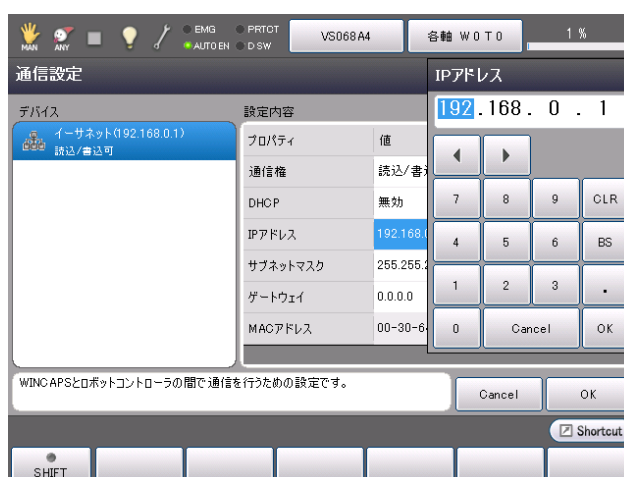 MAN
ANY
EMG
AUTO EN
PRTCT
D SW
VS068A4
各軸 W0T0
1 %
通信設定
IPアドレス
デバイス
設定内容
192.168.0.1
イーサネット(192.168.0.1)
読込/書込可
プロパティ
値
通信権
読込/書
DHCP
無効
IPアドレス
192.168.
サブネットマスク
255.255.
ゲートウェイ
0.0.0.0
MACアドレス
00-30-6
7
8
9
CLR
4
5
6
BS
1
2
3
.
0
Cancel
OK
WINCAPSとロボットコントローラの間で通信を行うための設定です。
Cancel
OK
Shortcut
SHIFT